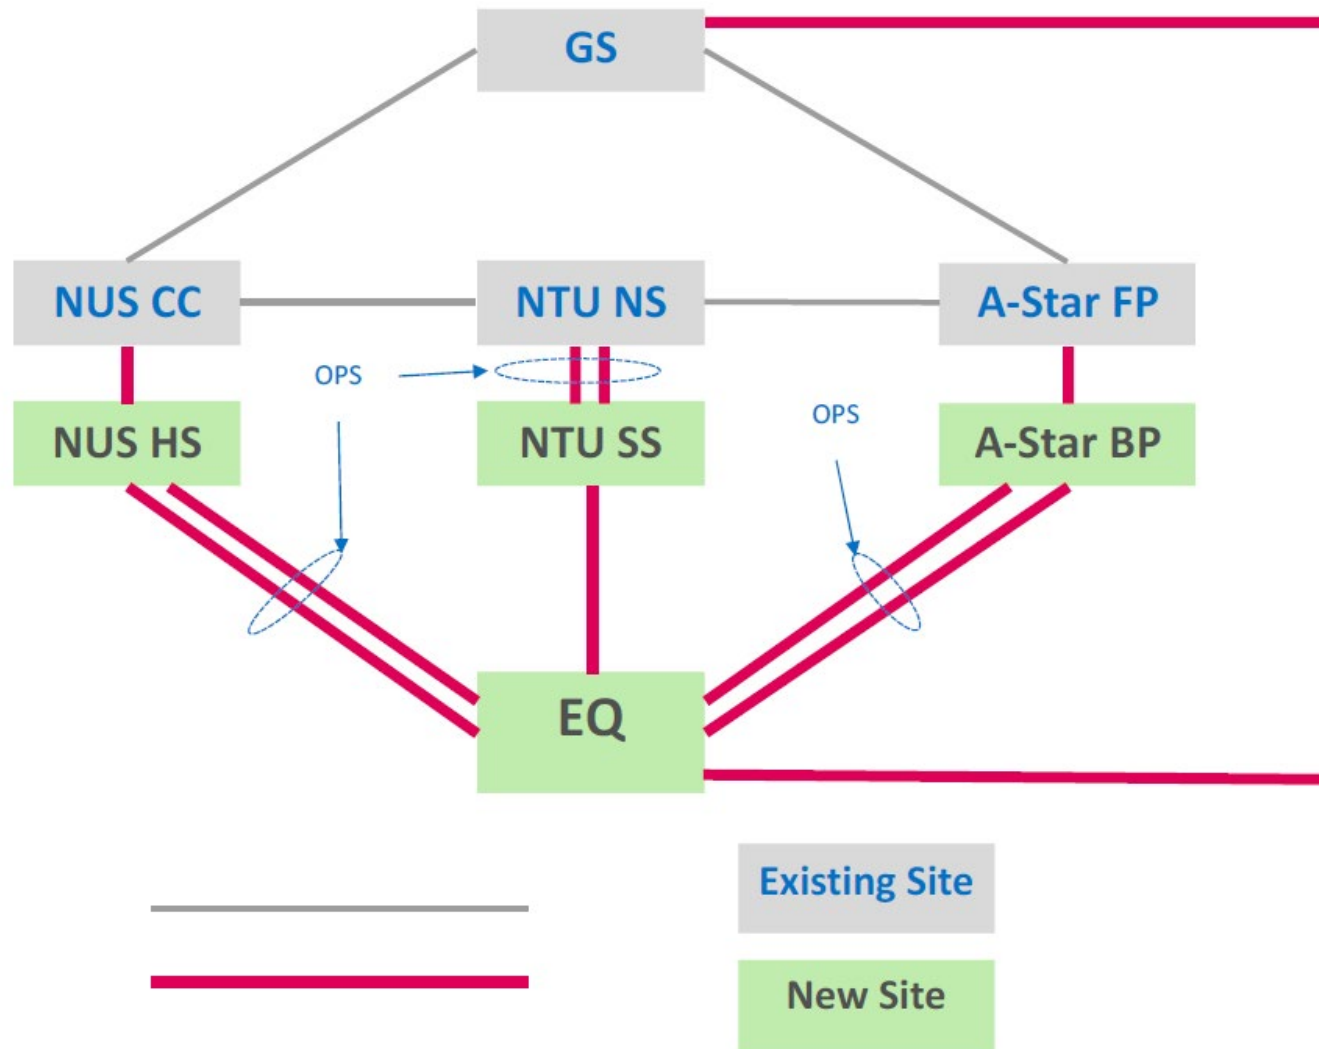 GS
NUS CC
NTU NS
A-Star FP
OPS
OPS
NUS HS
NTU SS
A-Star BP
EQ
Existing Site
New Site